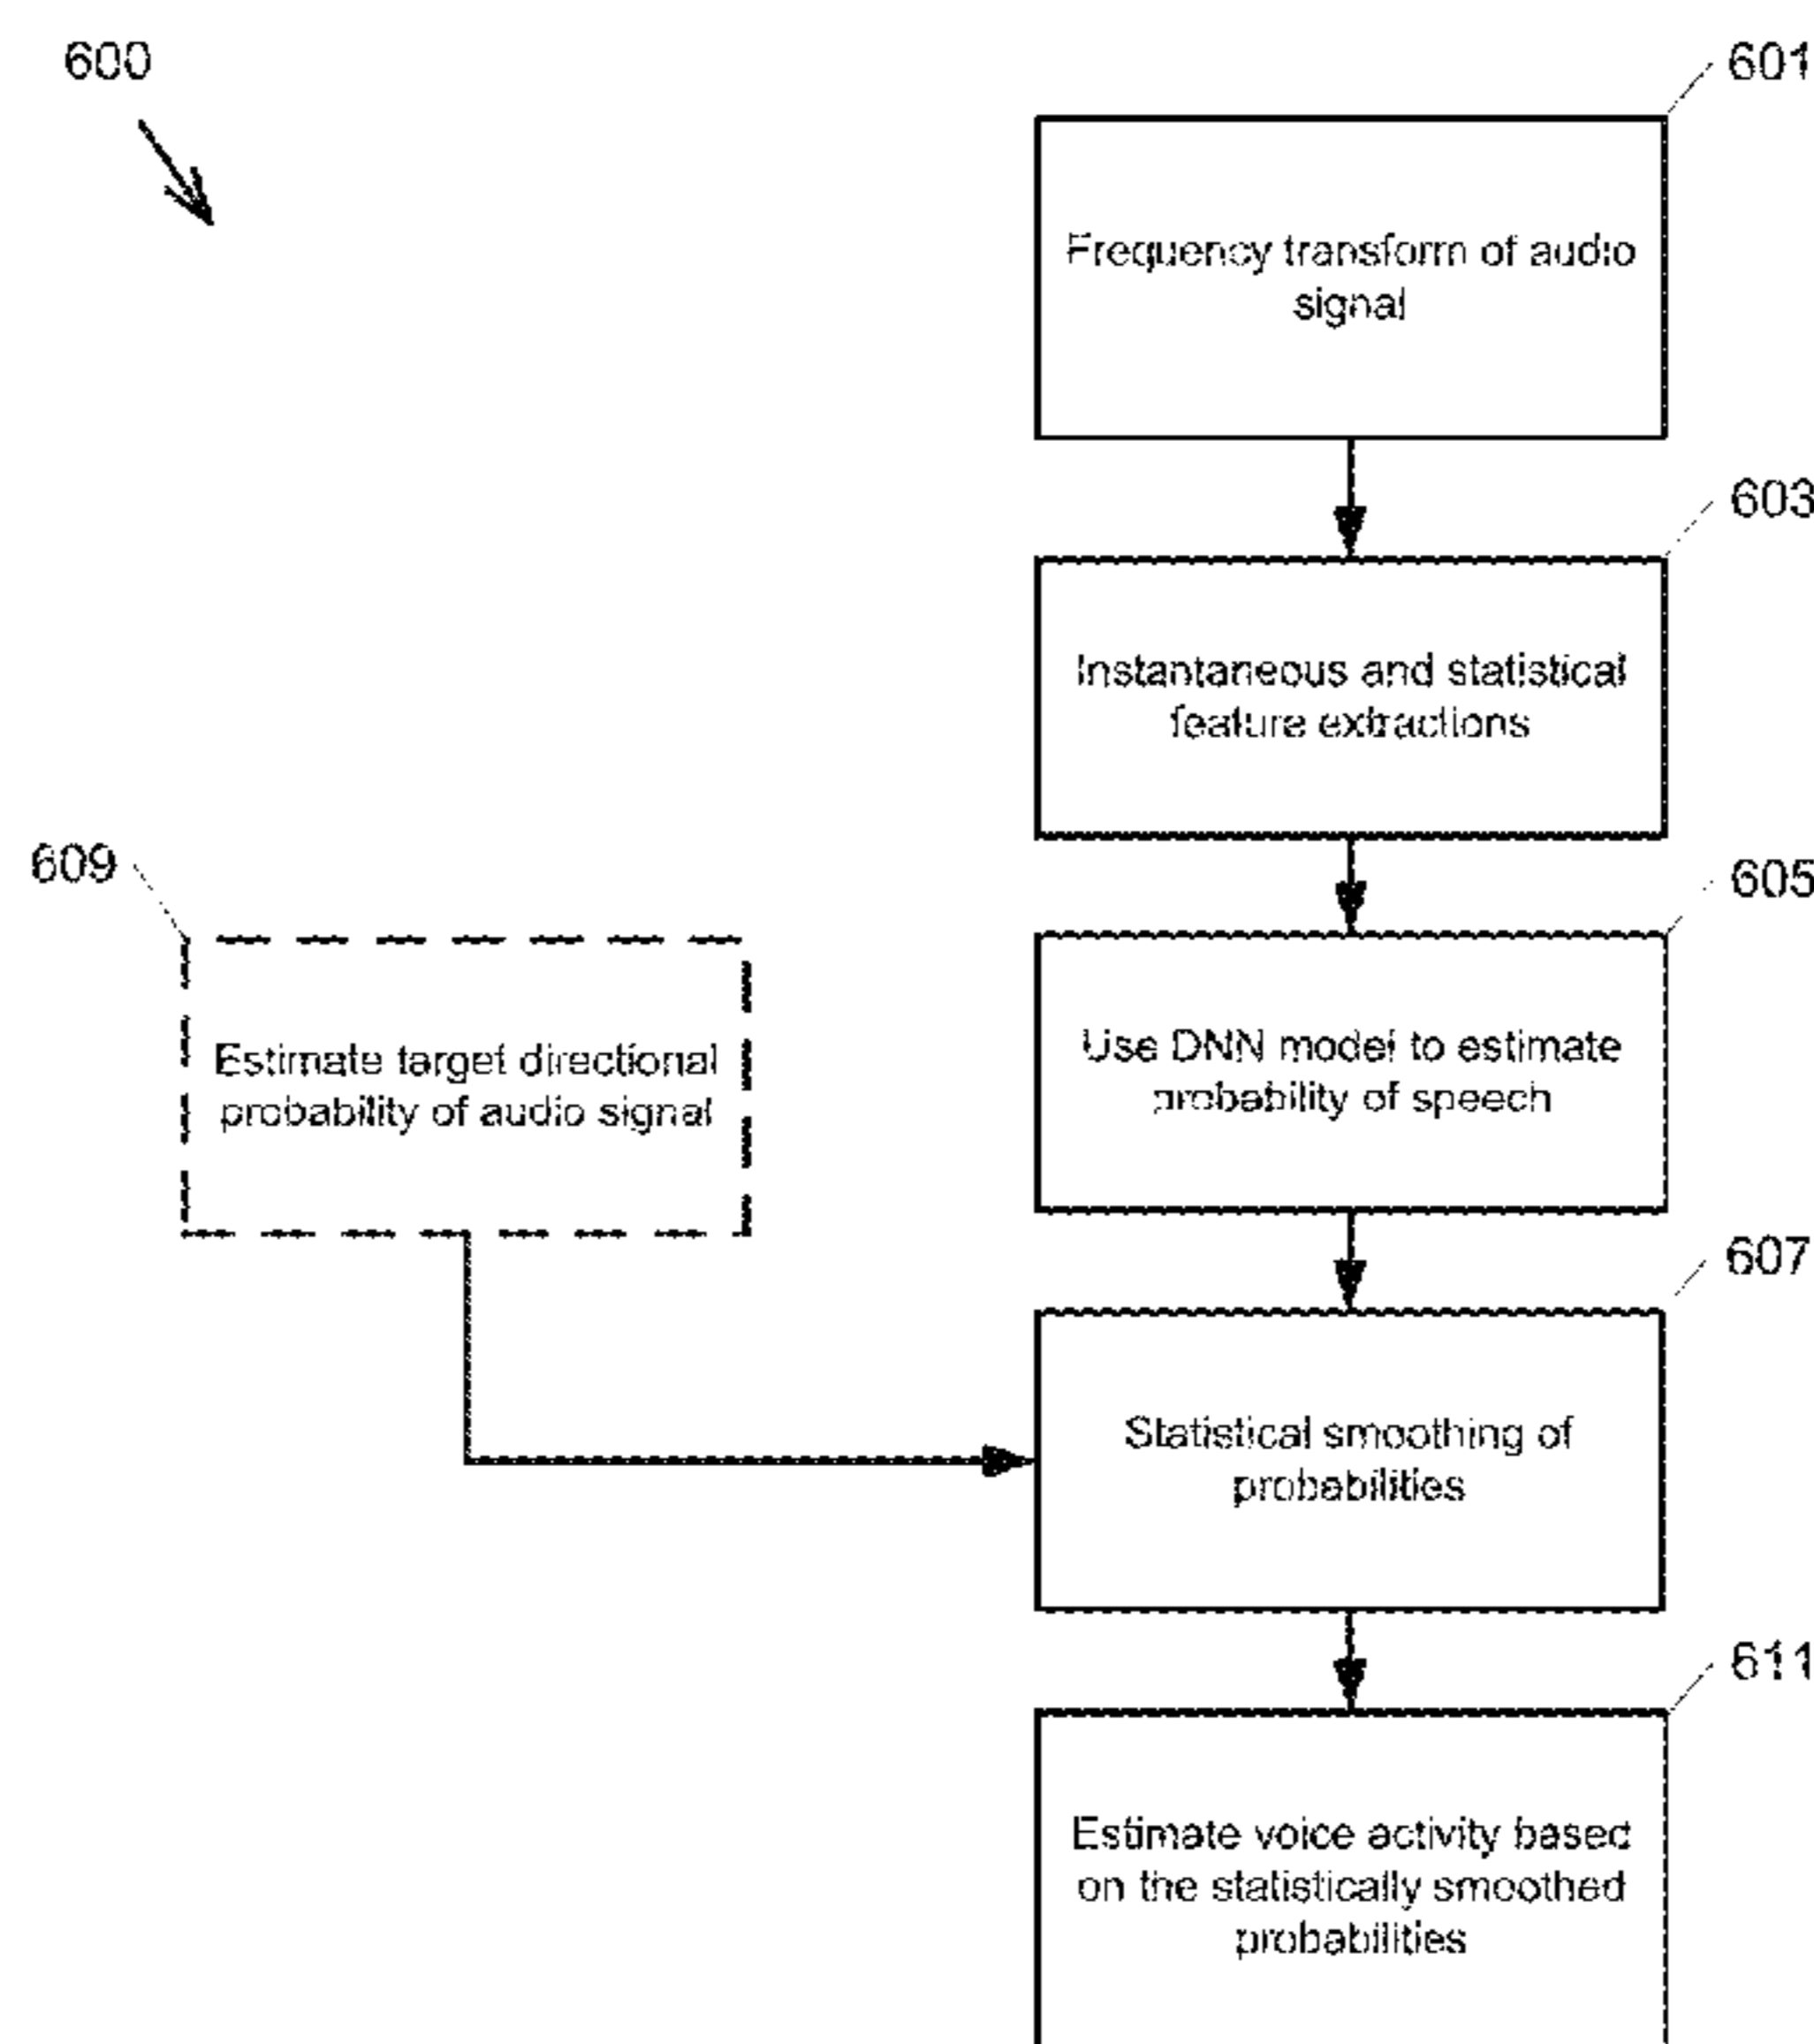 600
601
Frequency transform of audio
signal
603
Instantaneous and statistical
feature extractions
609
605
Estimate target directional
probability of audio signal
Use DNN model to estimate
probability of speech
607
Statistical smoothing of
probabilities
611
Estimate voice activity based
on the statistically smoothed
probabilities